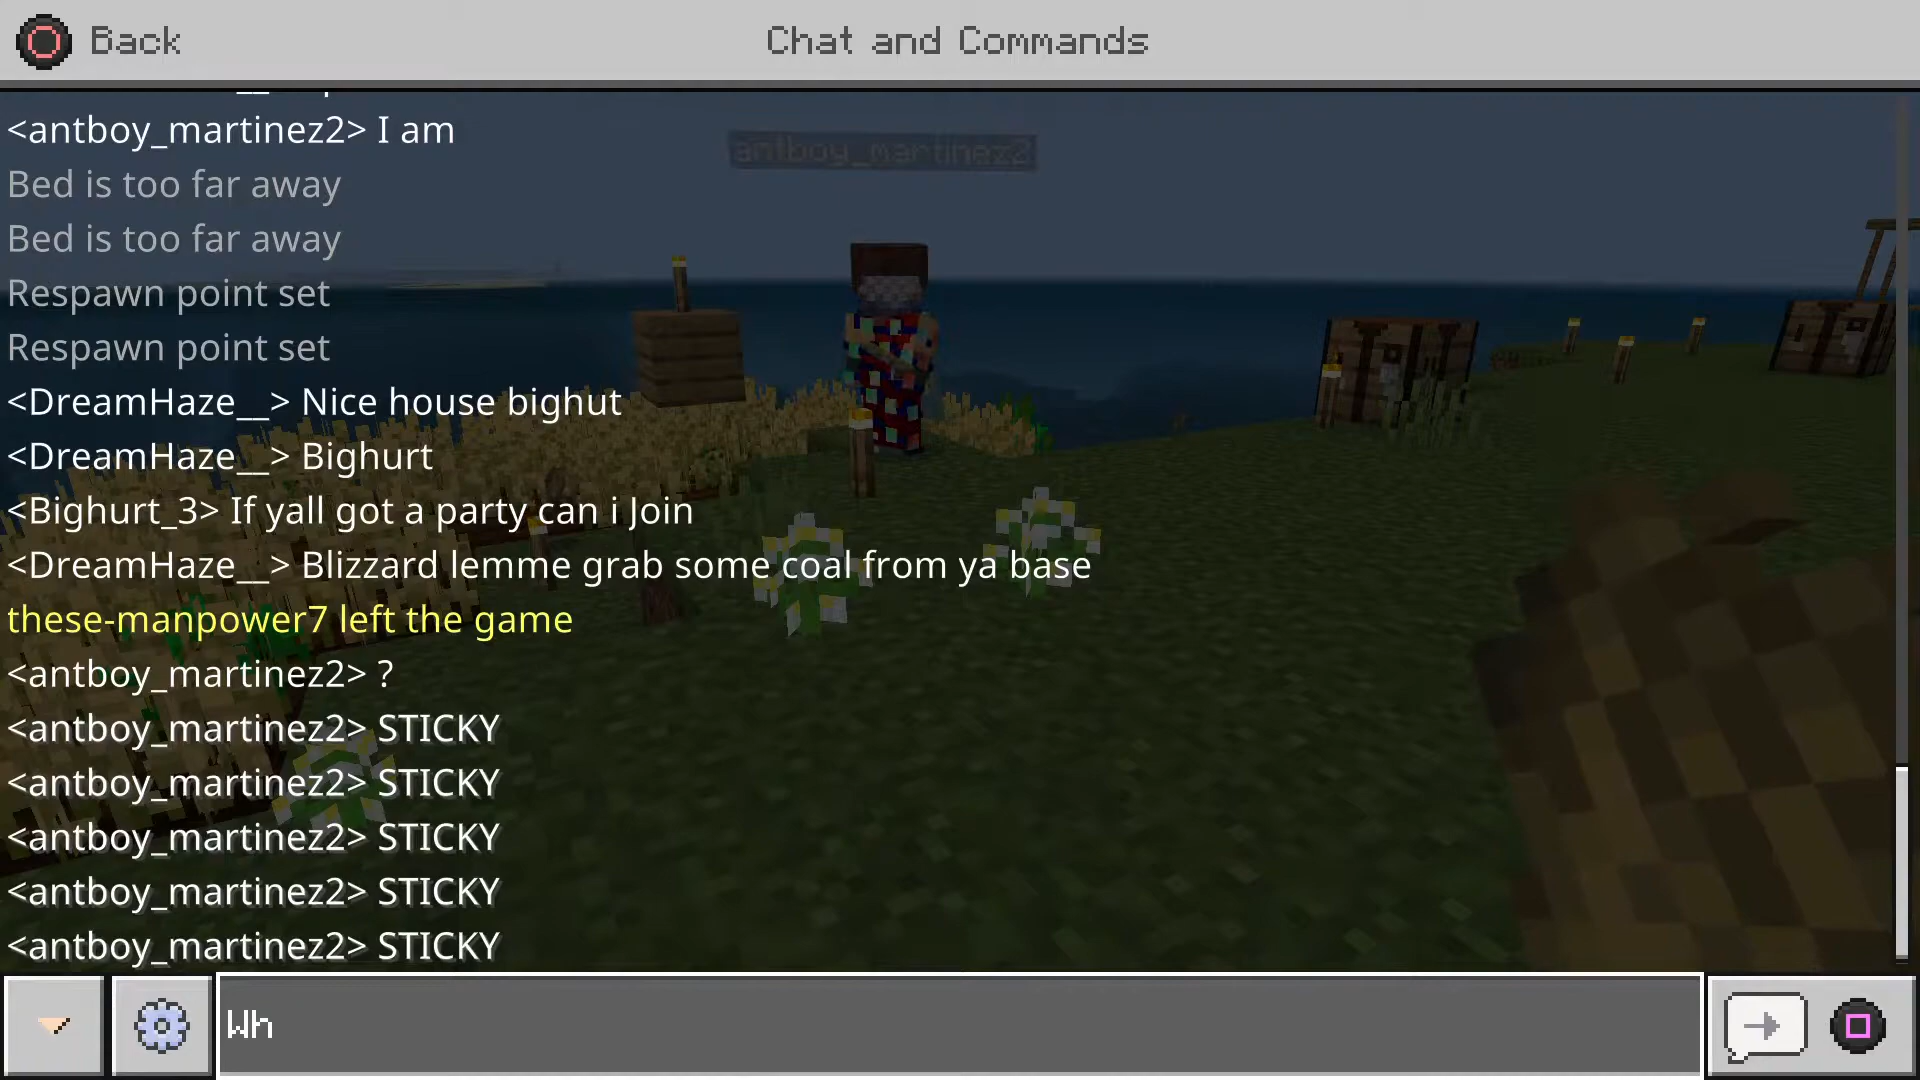 Back
Chat and Commands
<antboy_martinez2> I am
antboy_martinez2
Bed is too far away
Bed is too far away
Respawn point set
Respawn point set
<DreamHaze__> Nice house bighut
<DreamHaze__> Bighurt
<Bighurt_3> If yall got a party can i Join
<DreamHaze__> Blizzard lemme grab some coal from ya base
these-manpower7 left the game
<antboy_martinez2> ?
<antboy_martinez2> STICKY
<antboy_martinez2> STICKY
<antboy_martinez2> STICKY
<antboy_martinez2> STICKY
<antboy_martinez2> STICKY
Wh